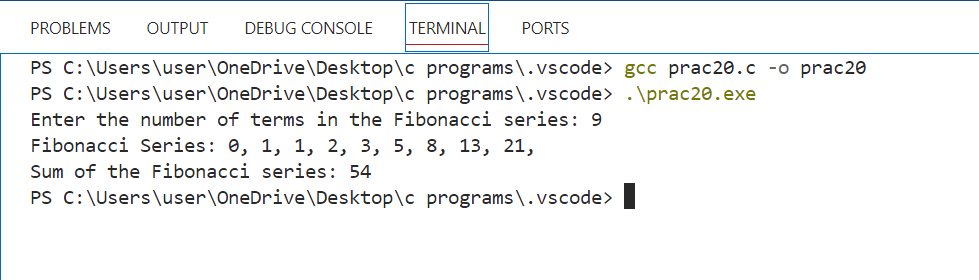 PROBLEMS OUTPUT DEBUG CONSOLE TERMINAL PORTS
PS C:\Users\user\OneDrive\Desktop\c programs\.vscode> gcc prac20.c -o prac20
PS C:\Users\user\OneDrive\Desktop\c programs\.vscode> .\prac20.exe
Enter the number of terms in the Fibonacci series: 9
Fibonacci Series: 0, 1, 1, 2, 3, 5, 8, 13, 21,
Sum of the Fibonacci series: 54
PS C:\Users\user\OneDrive\Desktop\c programs\.vscode>